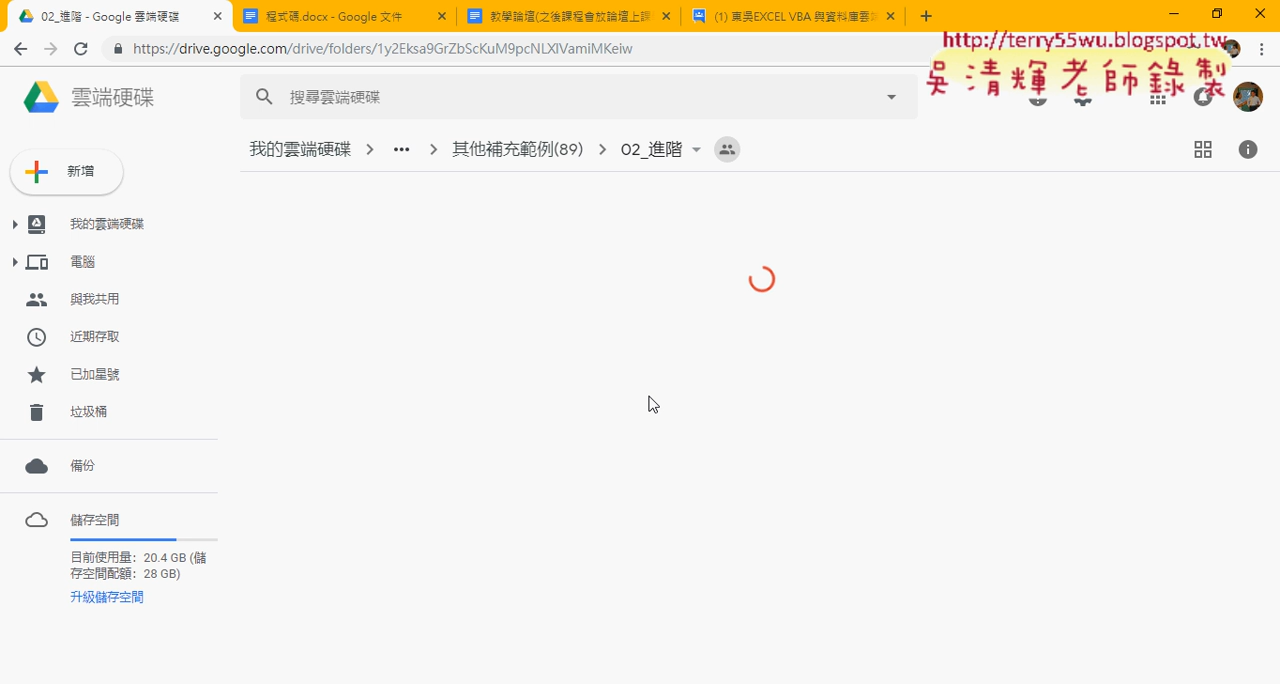 02_進階 - Google 雲端硬碟
程式碼.docx - Google 文件
教學論壇(之後課程會放論壇上課
(1) 東吳EXCEL VBA 與資料庫雲端
https://drive.google.com/drive/folders/1y2Eksa9GrZbScKuM9pcNLXIVamiMKeiw
http://terry55wu.blogspot.tw
吳清輝老師錄製
雲端硬碟
搜尋雲端硬碟
我的雲端硬碟 > ••• > 其他補充範例(89) > 02_進階
新增
我的雲端硬碟
電腦
與我共用
近期存取
已加星號
垃圾桶
備份
儲存空間
目前使用量：20.4 GB (儲
存空間配額：28 GB)
升級儲存空間